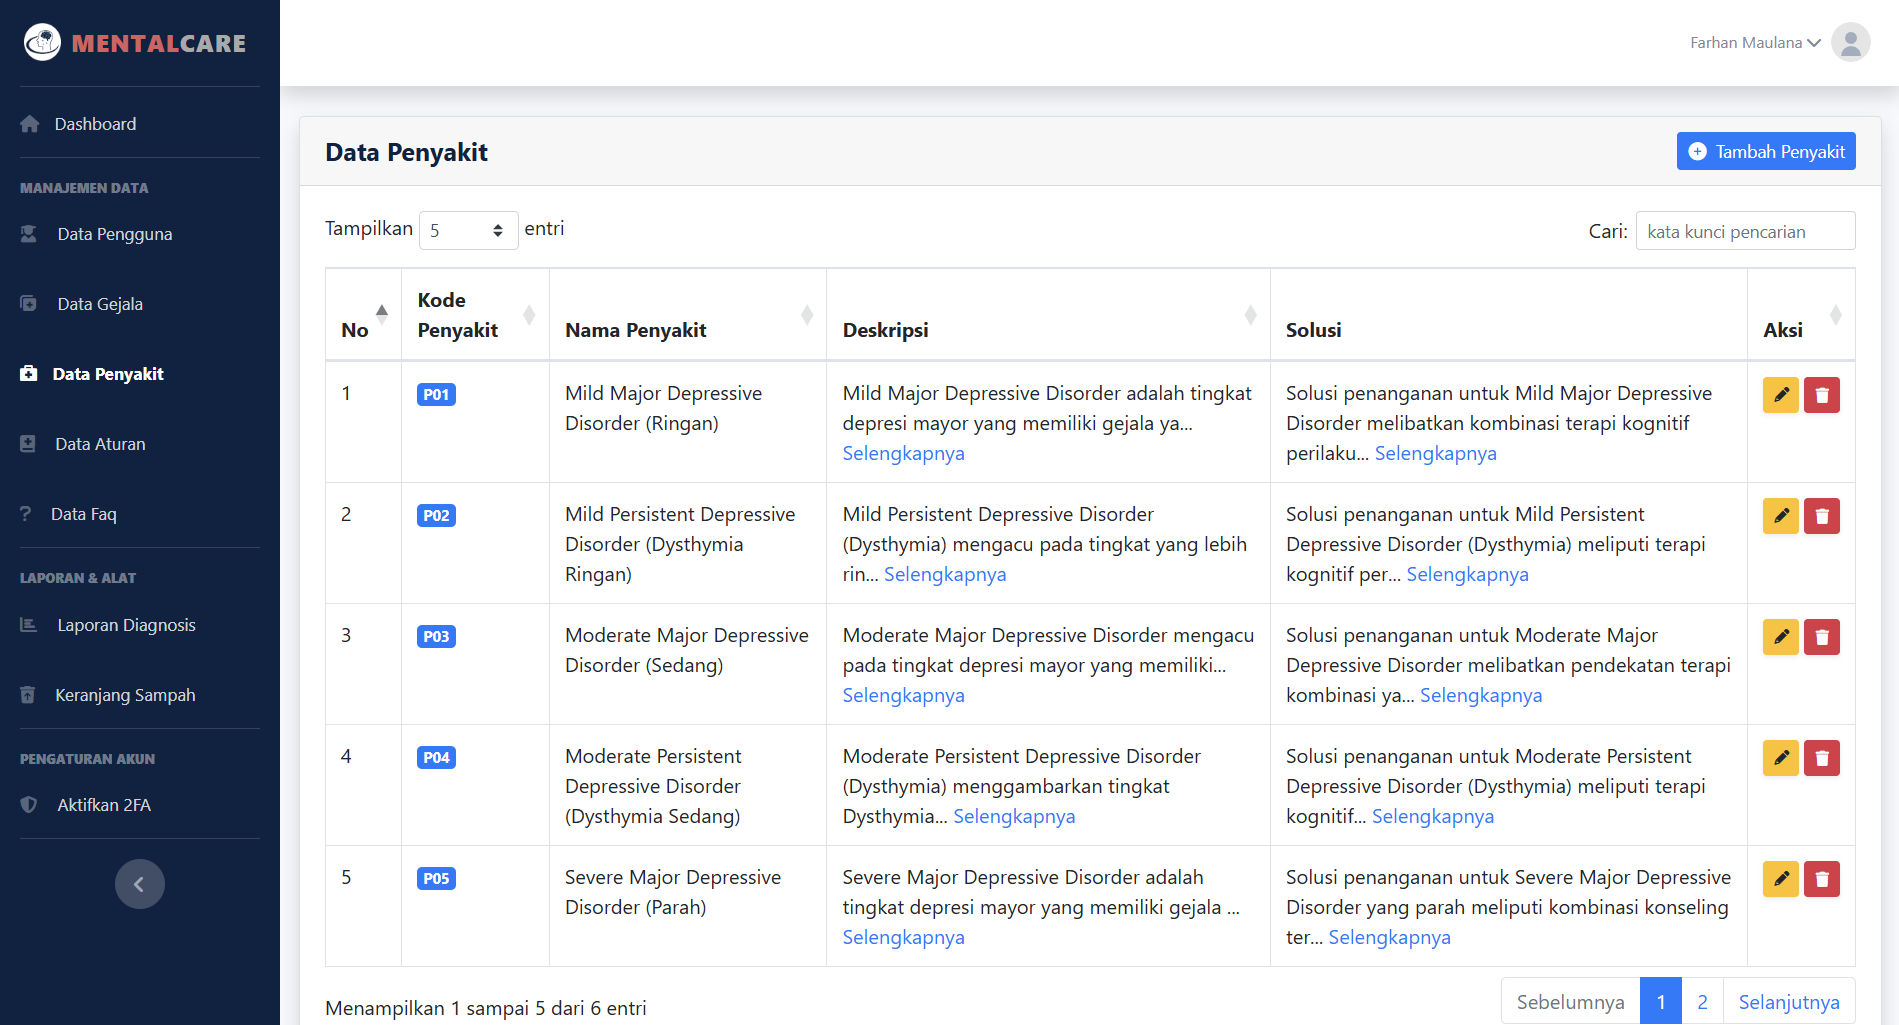 MENTALCARE
Farhan Maulana
Dashboard
MANAJEMEN DATA
Data Pengguna
Data Gejala
Data Penyakit
Data Aturan
Data Faq
LAPORAN & ALAT
Laporan Diagnosis
Keranjang Sampah
PENGATURAN AKUN
Aktifkan 2FA
Data Penyakit
Tambah Penyakit
Tampilkan 5 entri
Cari: kata kunci pencarian
No
Kode
Penyakit
Nama Penyakit
Deskripsi
Solusi
Aksi
1
P01
Mild Major Depressive
Disorder (Ringan)
Mild Major Depressive Disorder adalah tingkat
depresi mayor yang memiliki gejala ya...
Selengkapnya
Solusi penanganan untuk Mild Major Depressive
Disorder melibatkan kombinasi terapi kognitif
perilaku... Selengkapnya
2
P02
Mild Persistent Depressive
Disorder (Dysthymia
Ringan)
Mild Persistent Depressive Disorder
(Dysthymia) mengacu pada tingkat yang lebih
rin... Selengkapnya
Solusi penanganan untuk Mild Persistent
Depressive Disorder (Dysthymia) meliputi terapi
kognitif per... Selengkapnya
3
P03
Moderate Major Depressive
Disorder (Sedang)
Moderate Major Depressive Disorder mengacu
pada tingkat depresi mayor yang memiliki...
Selengkapnya
Solusi penanganan untuk Moderate Major
Depressive Disorder melibatkan pendekatan terapi
kombinasi ya... Selengkapnya
4
P04
Moderate Persistent
Depressive Disorder
(Dysthymia Sedang)
Moderate Persistent Depressive Disorder
(Dysthymia) menggambarkan tingkat
Dysthymia... Selengkapnya
Solusi penanganan untuk Moderate Persistent
Depressive Disorder (Dysthymia) meliputi terapi
kognitif... Selengkapnya
5
P05
Severe Major Depressive
Disorder (Parah)
Severe Major Depressive Disorder adalah
tingkat depresi mayor yang memiliki gejala ...
Selengkapnya
Solusi penanganan untuk Severe Major Depressive
Disorder yang parah meliputi kombinasi konseling
ter... Selengkapnya
Menampilkan 1 sampai 5 dari 6 entri
Sebelumnya 1 2 Selanjutnya